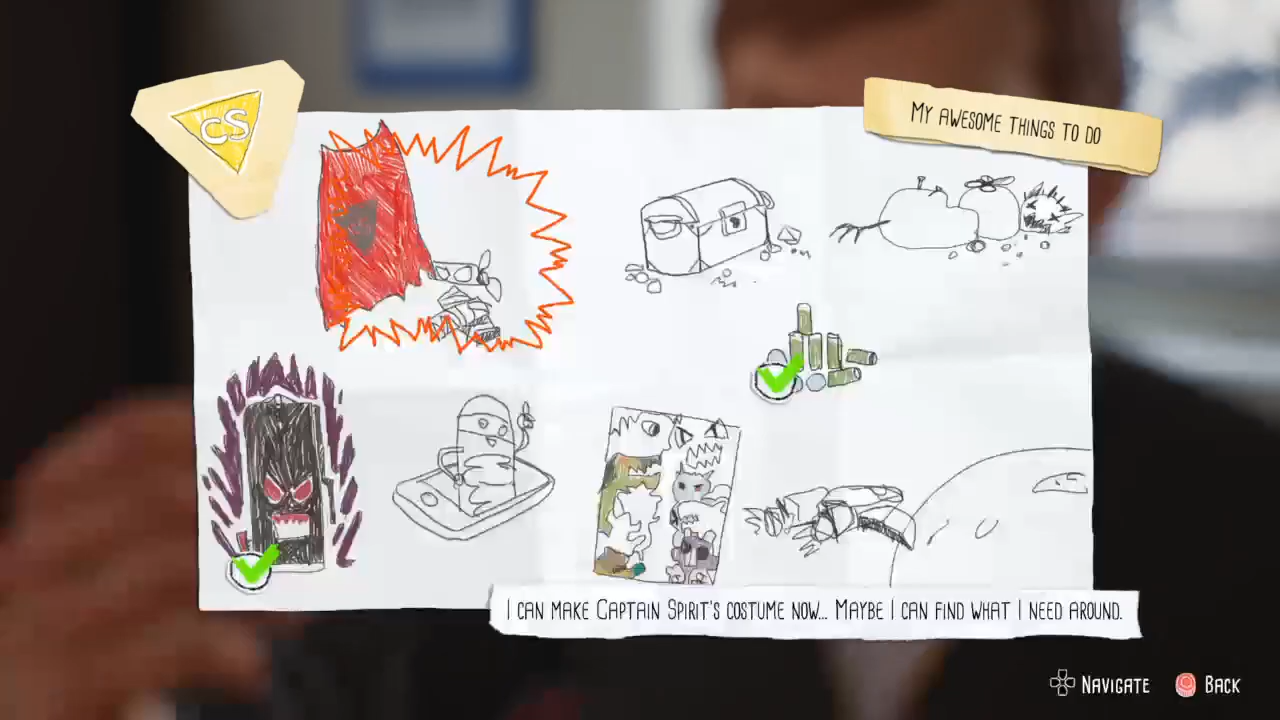 CS
MY AWESOME THINGS TO DO
I CAN MAKE CAPTAIN SPIRIT'S COSTUME NOW... MAYBE I CAN FIND WHAT I NEED AROUND.
NAVIGATE
BACK